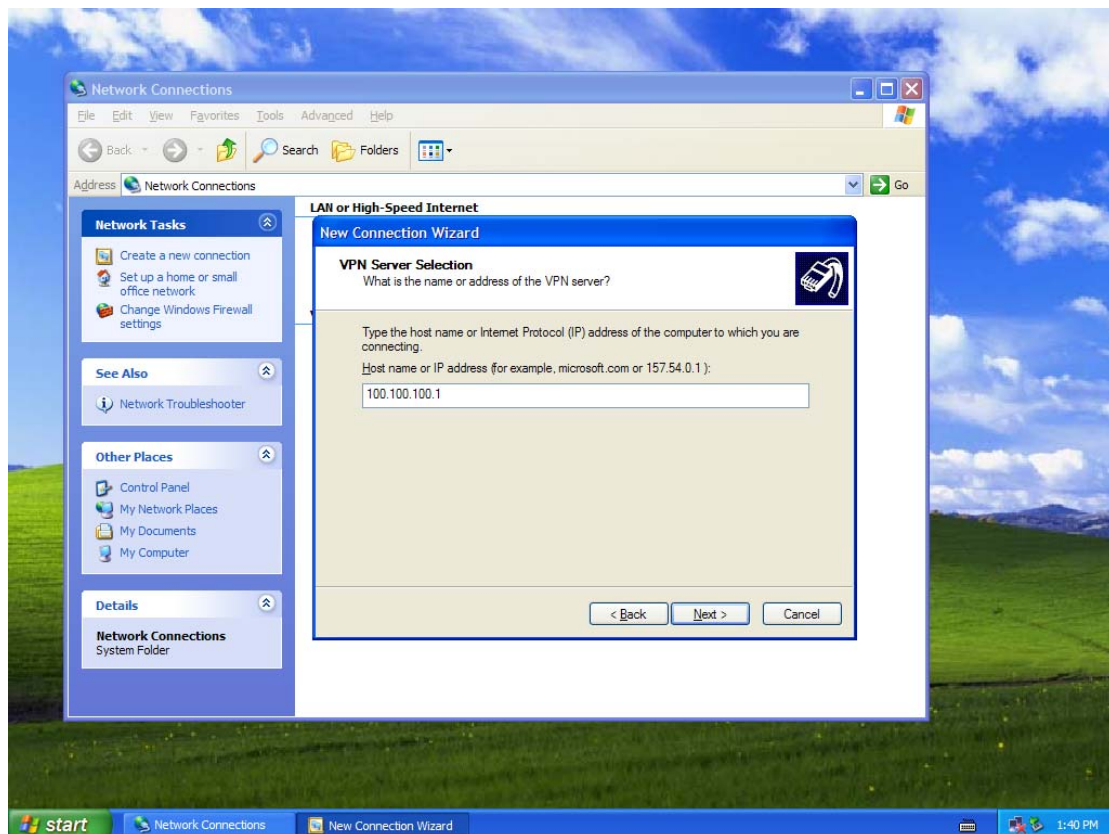 Network Connections
File Edit View Favorites Tools Advanced Help
Back Search Folders
Address Network Connections Go
LAN or High-Speed Internet
Network Tasks
Create a new connection
Set up a home or small
office network
Change Windows Firewall
settings
See Also
Network Troubleshooter
Other Places
Control Panel
My Network Places
My Documents
My Computer
Details
Network Connections
System Folder
New Connection Wizard
VPN Server Selection
What is the name or address of the VPN server?
Type the host name or Internet Protocol (IP) address of the computer to which you are
connecting.
Host name or IP address (for example, microsoft.com or 157.54.0.1 ):
100.100.100.1
< Back Next > Cancel
start Network Connections New Connection Wizard 1:40 PM